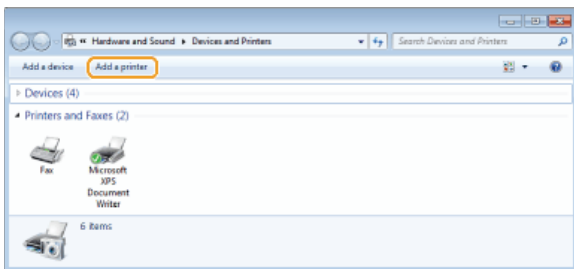 « Hardware and Sound ▸ Devices and Printers
Search Devices and Printers
Add a device
Add a printer
Devices (4)
Printers and Faxes (2)
Fax
Microsoft
XPS
Document
Writer
6 items